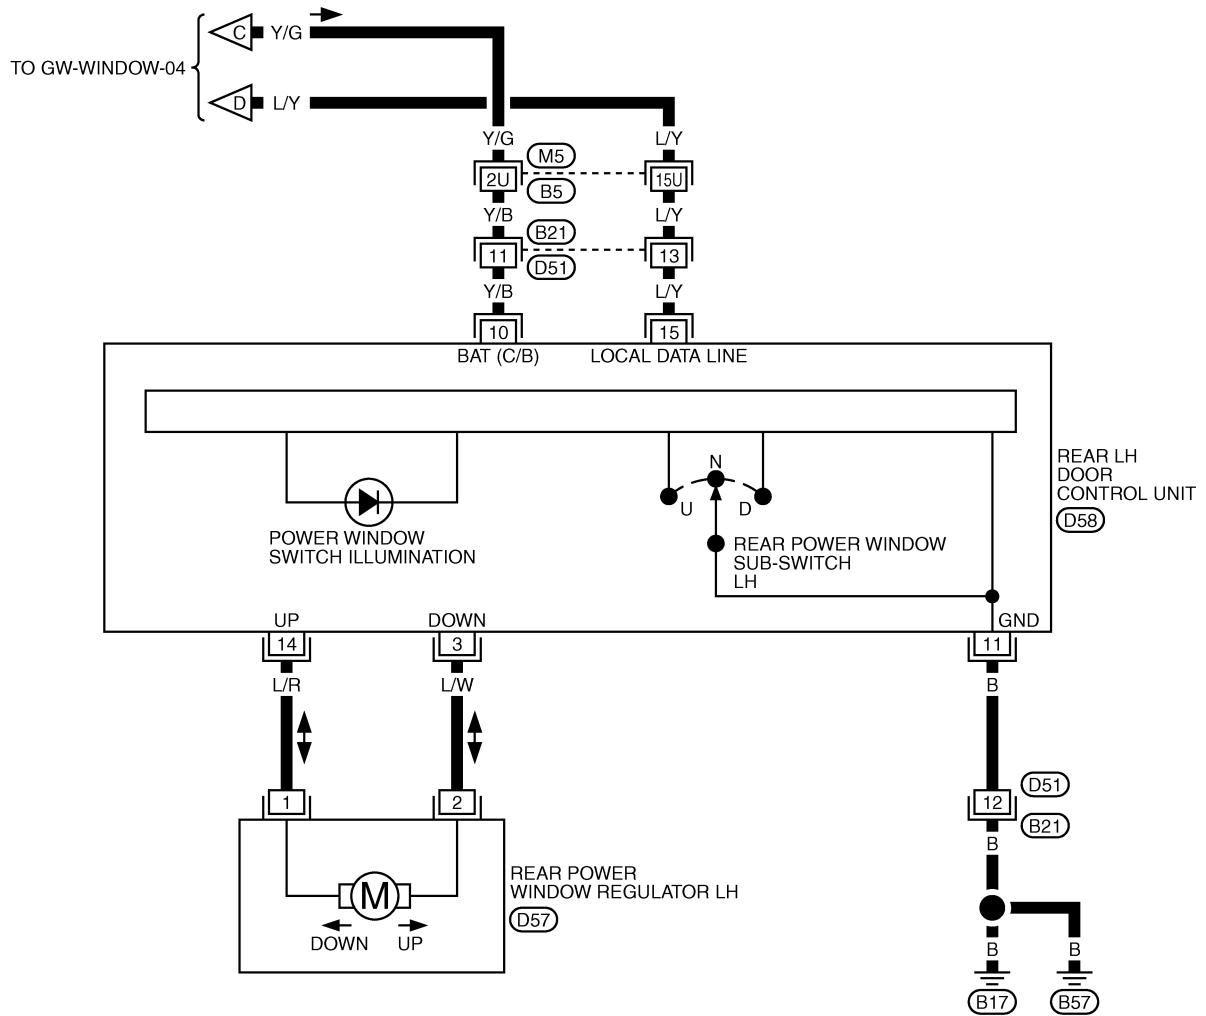 C
Y/G
TO GW-WINDOW-04
D
L/Y
Y/G
L/Y
M5
2U
15U
B5
Y/B
L/Y
B21
11
13
D51
Y/B
L/Y
10
15
BAT (C/B)
LOCAL DATA LINE
REAR LH
DOOR
CONTROL UNIT
D58
N
U
D
POWER WINDOW
SWITCH ILLUMINATION
REAR POWER WINDOW
SUB-SWITCH
LH
UP
DOWN
GND
14
3
11
L/R
L/W
B
D51
1
2
12
B21
B
REAR POWER
WINDOW REGULATOR LH
D57
M
DOWN
UP
B
B
B17
B57